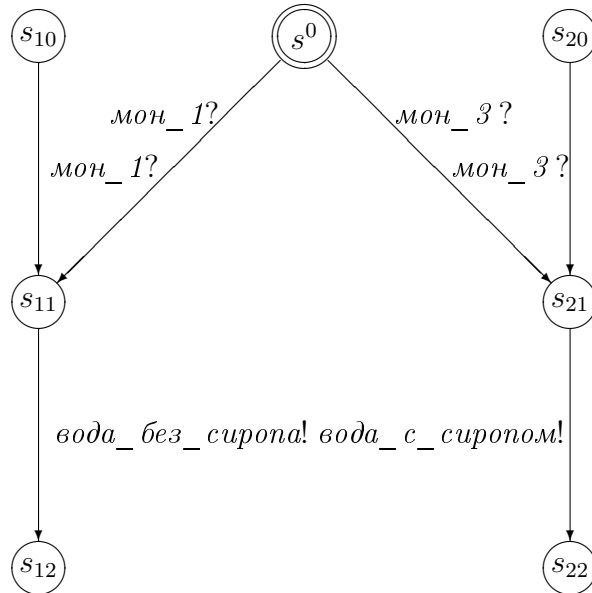 s₁₀ s⁰ s₂₀
мон_1? мон_3?
мон_1? мон_3?
s₁₁ s₂₁
вода_без_сиропа! вода_с_сиропом!
s₁₂ s₂₂